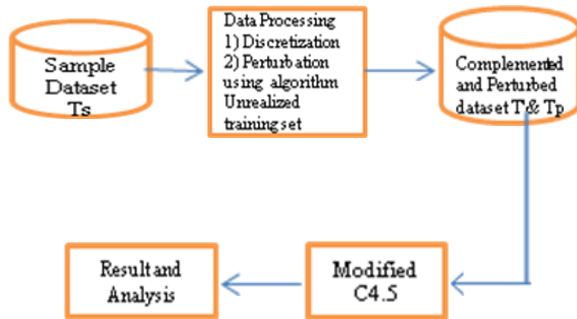 Sample
Dataset
Ts
Data Processing
1) Discretization
2) Perturbation
using algorithm
Unrealized
training set
Complemented
and Perturbed
dataset T' & Tp
Modified
C4.5
Result and
Analysis